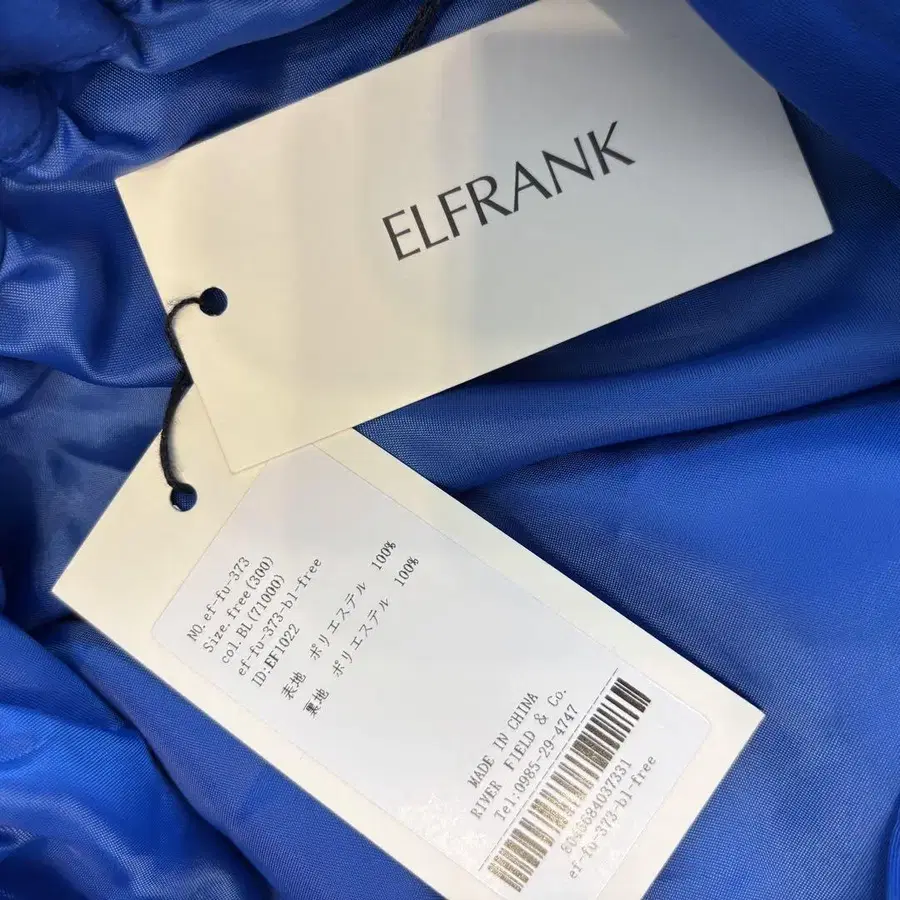 ELFRANK
NO.ef-fu-373
Size.free(300)
col.BL(71000)
ef-fu-373-bl-free
ID:EF1022
表地 ポリエステル 100%
裏地 ポリエステル 100%
MADE IN CHINA
RIVER FIELD & Co.
Tel:0985-29-4747
8046684037331
ef-fu-373-bl-free